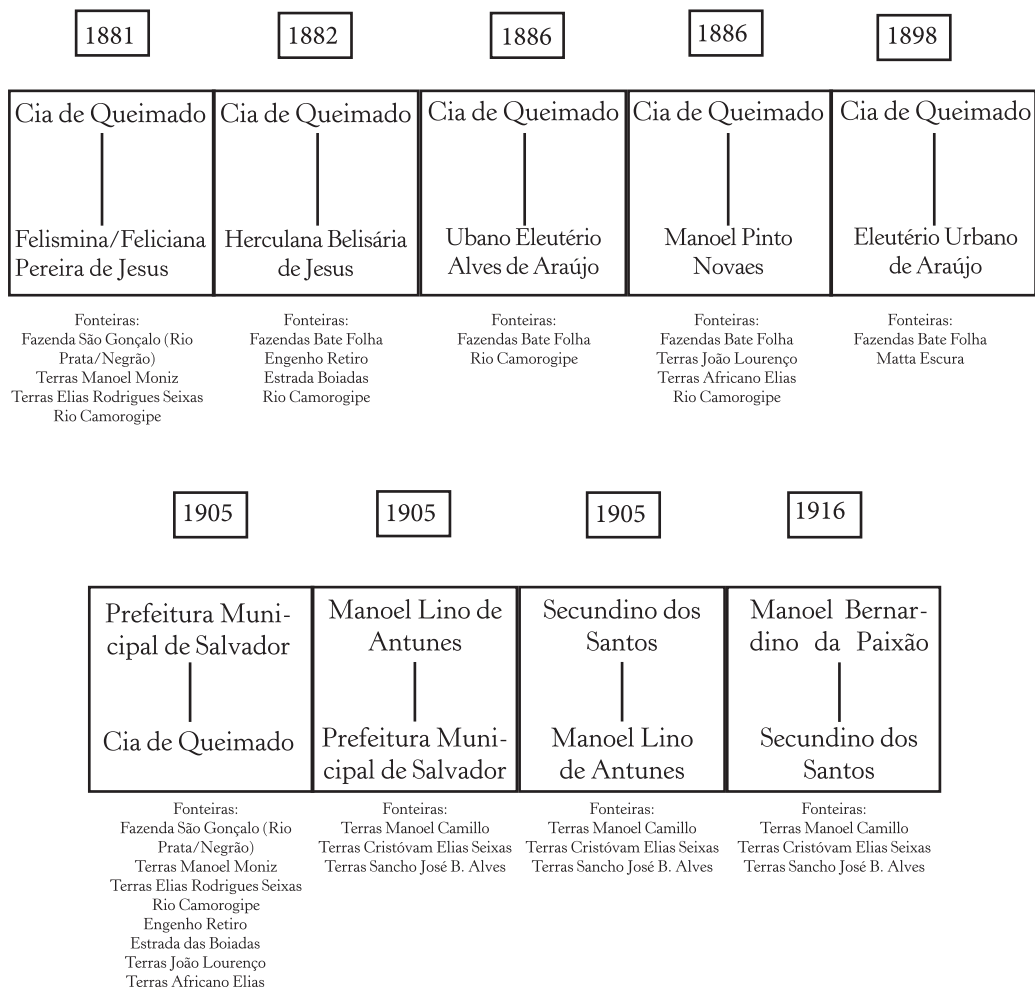 1881
Cia de Queimado
Felismina/Feliciana
Pereira de Jesus
Fonteiras:
Fazenda São Gonçalo (Rio
Prata/Negrão)
Terras Manoel Moniz
Terras Elias Rodrigues Seixas
Rio Camorogipe
1882
Cia de Queimado
Herculana Belisária
de Jesus
Fonteiras:
Fazendas Bate Folha
Engenho Retiro
Estrada Boiadas
Rio Camorogipe
1886
Cia de Queimado
Ubano Eleutério
Alves de Araújo
Fonteiras:
Fazendas Bate Folha
Rio Camorogipe
1886
Cia de Queimado
Manoel Pinto
Novaes
Fonteiras:
Fazendas Bate Folha
Terras João Lourenço
Terras Africano Elias
Rio Camorogipe
1898
Cia de Queimado
Eleutério Urbano
de Araújo
Fonteiras:
Fazendas Bate Folha
Matta Escura
1905
Prefeitura Muni-
cipal de Salvador
Cia de Queimado
Fonteiras:
Fazenda São Gonçalo (Rio
Prata/Negrão)
Terras Manoel Moniz
Terras Elias Rodrigues Seixas
Rio Camorogipe
Engenho Retiro
Estrada das Boiadas
Terras João Lourenço
Terras Africano Elias
1905
Manoel Lino de
Antunes
Prefeitura Muni-
cipal de Salvador
Fonteiras:
Terras Manoel Camillo
Terras Cristóvam Elias Seixas
Terras Sancho José B. Alves
1905
Secundino dos
Santos
Manoel Lino
de Antunes
Fonteiras:
Terras Manoel Camillo
Terras Cristóvam Elias Seixas
Terras Sancho José B. Alves
1916
Manoel Bernar-
dino da Paixão
Secundino dos
Santos
Fonteiras:
Terras Manoel Camillo
Terras Cristóvam Elias Seixas
Terras Sancho José B. Alves